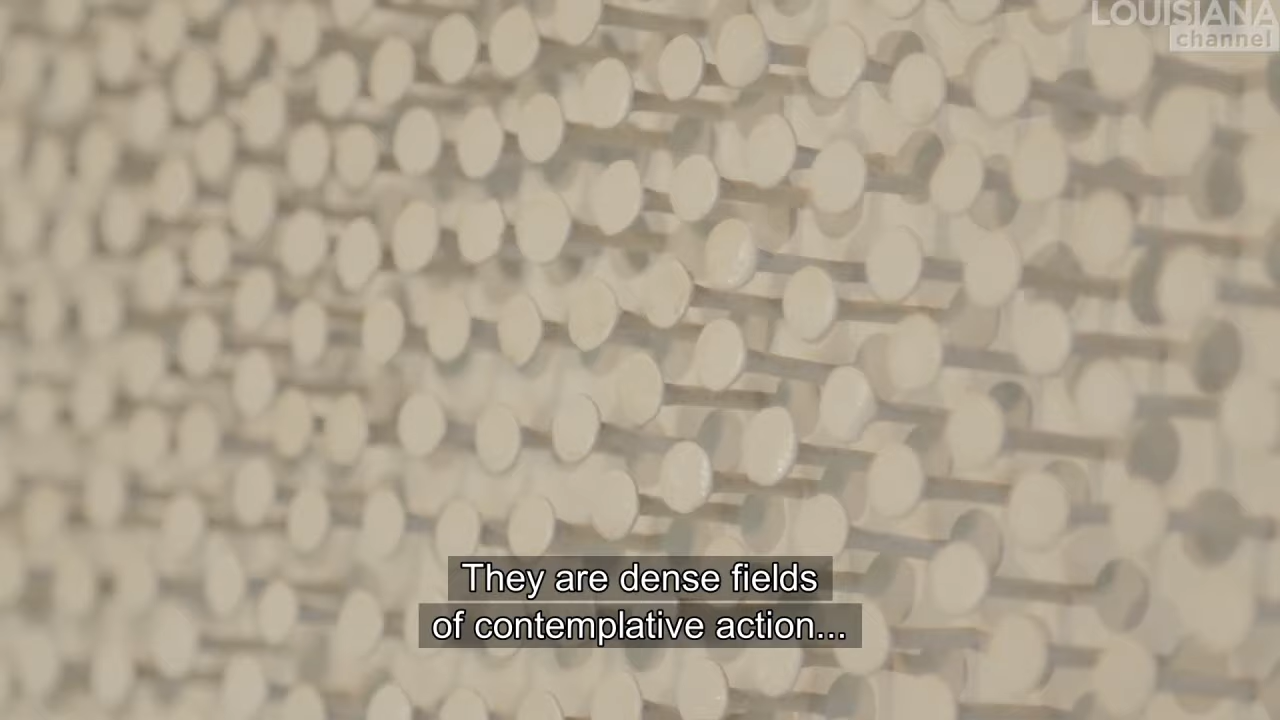 LOUISIANA
channel
They are dense fields
of contemplative action...